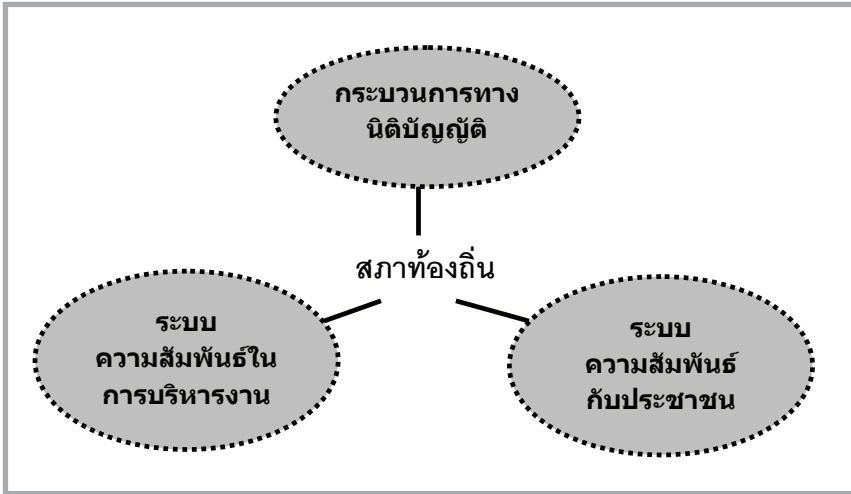 กระบวนการทาง
นิติบัญญัติ
สภาท้องถิ่น
ระบบ
ความสัมพันธ์ใน
การบริหารงาน
ระบบ
ความสัมพันธ์
กับประชาชน